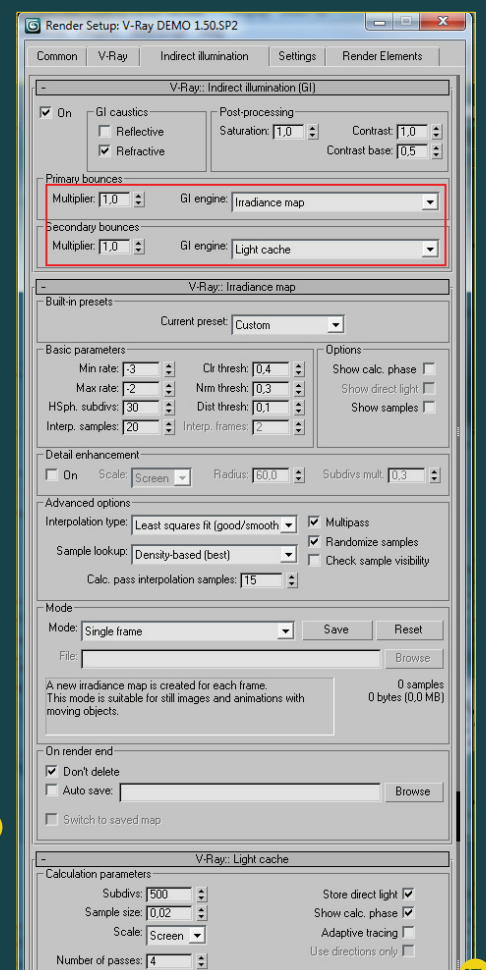 Render Setup: V-Ray DEMO 1.50.SP2
Common V-Ray Indirect illumination Settings Render Elements
- V-Ray:: Indirect illumination (GI)
On
GI caustics
Reflective
Refractive
Post-processing
Saturation: 1,0 Contrast: 1,0
Contrast base: 0,5
Primary bounces
Multiplier: 1,0 GI engine: Irradiance map
Secondary bounces
Multiplier: 1,0 GI engine: Light cache
- V-Ray:: Irradiance map
Built-in presets
Current preset: Custom
Basic parameters
Min rate: -3 Clr thresh: 0,4
Max rate: -2 Nrm thresh: 0,3
HSph. subdivs: 30 Dist thresh: 0,1
Interp. samples: 20 Interp. frames: 2
Options
Show calc. phase
Show direct light
Show samples
Detail enhancement
On Scale: Screen Radius: 60,0 Subdivs mult. 0,3
Advanced options
Interpolation type: Least squares fit (good/smooth
Sample lookup: Density-based (best)
Calc. pass interpolation samples: 15
Multipass
Randomize samples
Check sample visibility
Mode
Mode: Single frame Save Reset
File: Browse
A new irradiance map is created for each frame.
This mode is suitable for still images and animations with
moving objects.
0 samples
0 bytes (0,0 MB)
On render end
Don't delete
Auto save: Browse
Switch to saved map
- V-Ray:: Light cache
Calculation parameters
Subdivs: 500 Store direct light
Sample size: 0,02 Show calc. phase
Scale: Screen Adaptive tracing
Use directions only
Number of passes: 4